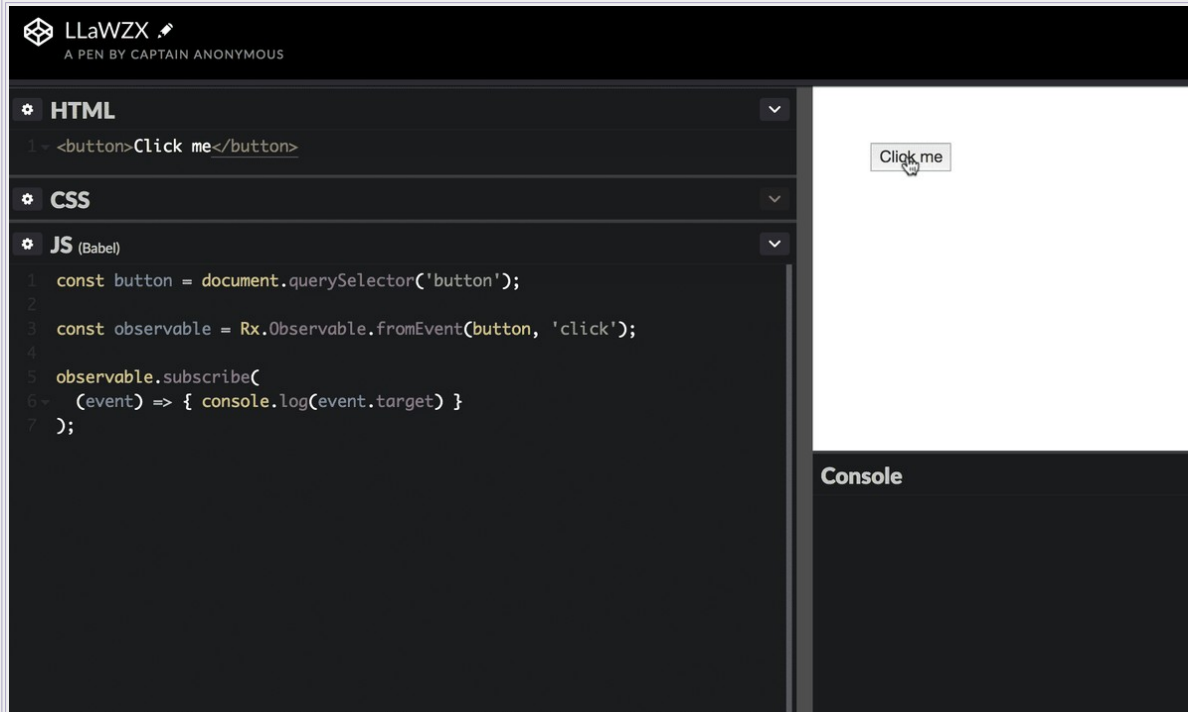 LLaWZX
A PEN BY CAPTAIN ANONYMOUS
HTML
1 <button>Click me</button>
CSS
JS (Babel)
1 const button = document.querySelector('button');
2
3 const observable = Rx.Observable.fromEvent(button, 'click');
4
5 observable.subscribe(
6 (event) => { console.log(event.target) }
7 );
Click me
Console